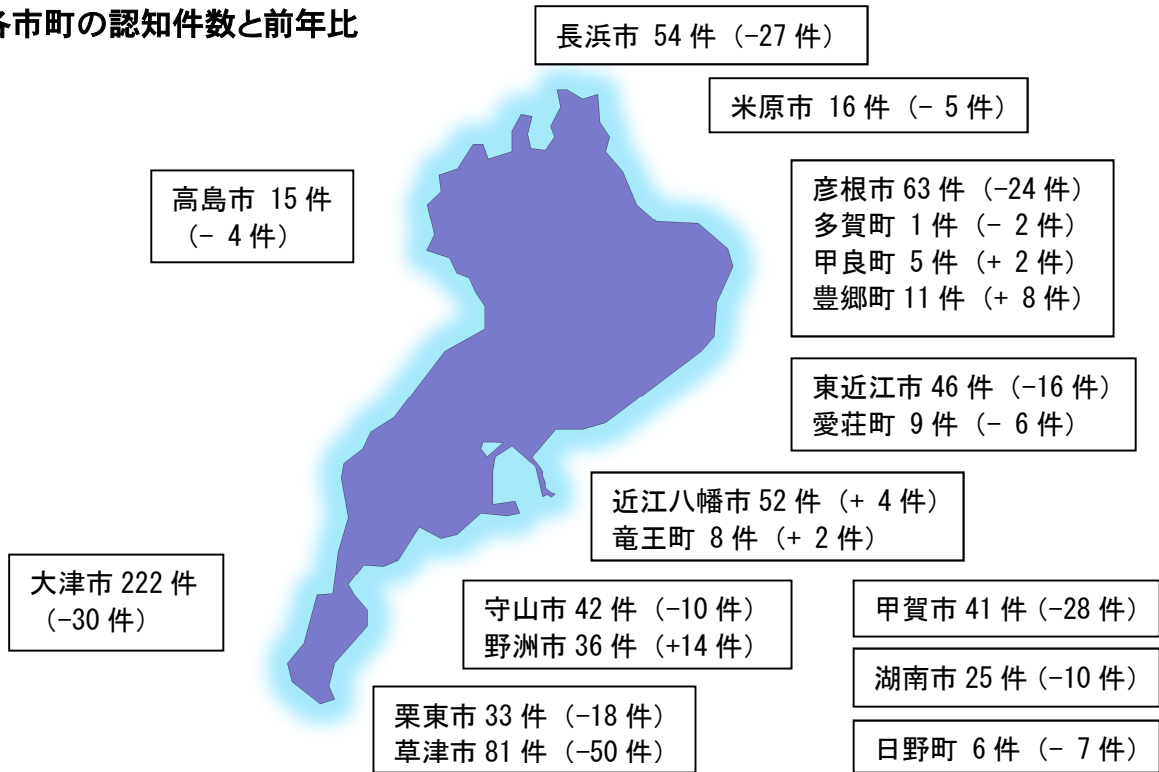 各市町の認知件数と前年比
長浜市 54 件（-27 件）
米原市 16 件（- 5 件）
高島市 15 件
（- 4 件）
彦根市 63 件（-24 件）
多賀町 1 件（- 2 件）
甲良町 5 件（+ 2 件）
豊郷町 11 件（+ 8 件）
東近江市 46 件（-16 件）
愛荘町 9 件（- 6 件）
近江八幡市 52 件（+ 4 件）
竜王町 8 件（+ 2 件）
大津市 222 件
（-30 件）
守山市 42 件（-10 件）
野洲市 36 件（+14 件）
甲賀市 41 件（-28 件）
湖南市 25 件（-10 件）
栗東市 33 件（-18 件）
草津市 81 件（-50 件）
日野町 6 件（- 7 件）